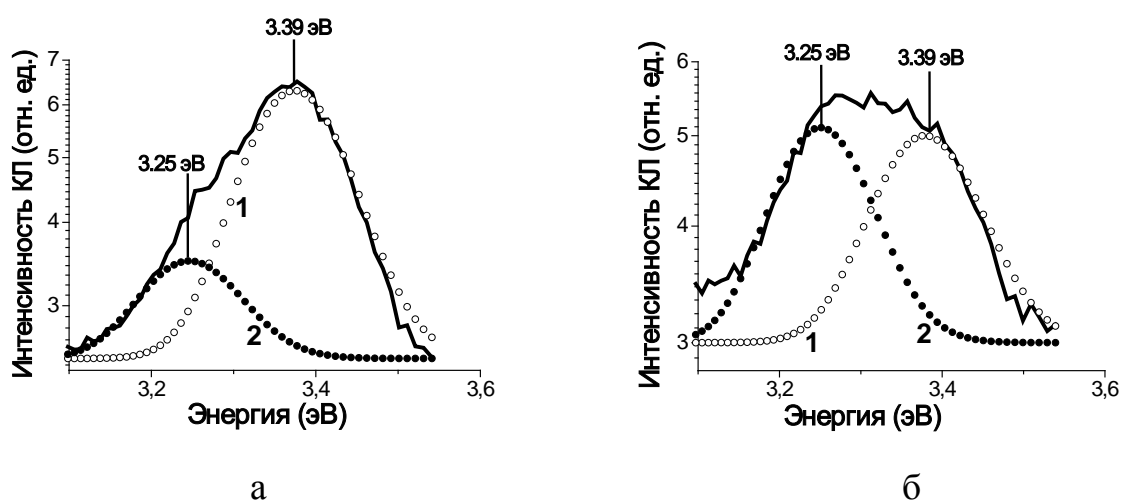 3.39 эВ
3.25 эВ
7
6
5
4
3
1
2
3,2
3,4
3,6
Интенсивность КЛ (отн. ед.)
Энергия (эВ)
а
3.25 эВ
3.39 эВ
6
5
4
3
1
2
3,2
3,4
3,6
Интенсивность КЛ (отн. ед.)
Энергия (эВ)
б